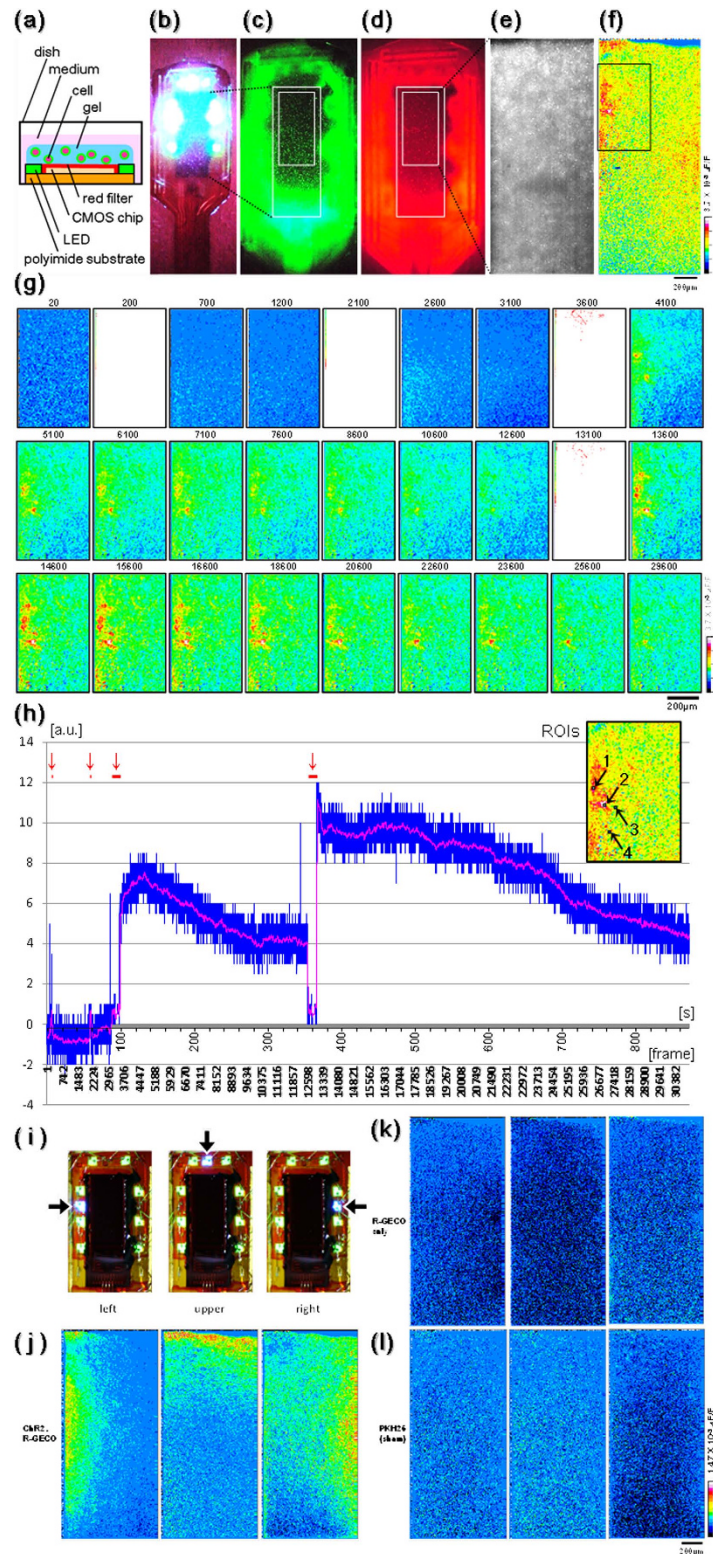 (a)
dish
medium
cell
gel
red filter
CMOS chip
LED
polyimide substrate
(b)
(c)
(d)
(e)
(f)
200μm
(g)
20 200 700 1200 2100 2600 3100 3600 4100
5100 6100 7100 7600 8600 10600 12600 13100 13600
14600 15600 16600 18600 20600 22600 23600 25600 29600
200μm
(h)
[a.u.]
ROIs
1
2
3
4
14
12
10
8
6
4
2
0
-2
-4
[s]
100 200 300 400 500 600 700 800
[frame]
1 742 1483 2224 2965 3706 4447 5188 5929 6670 7411 8152 8893 9634 10375 11116 11857 12598 13339 14080 14821 15562 16303 17044 17785 18526 19267 20008 20749 21490 22231 22972 23713 24454 25195 25936 26677 27418 28159 28900 29641 30382
(i)
left upper right
(j)
ChR2,
R-GECO
(k)
R-GECO
only
(l)
PKH26
(sham)
200μm